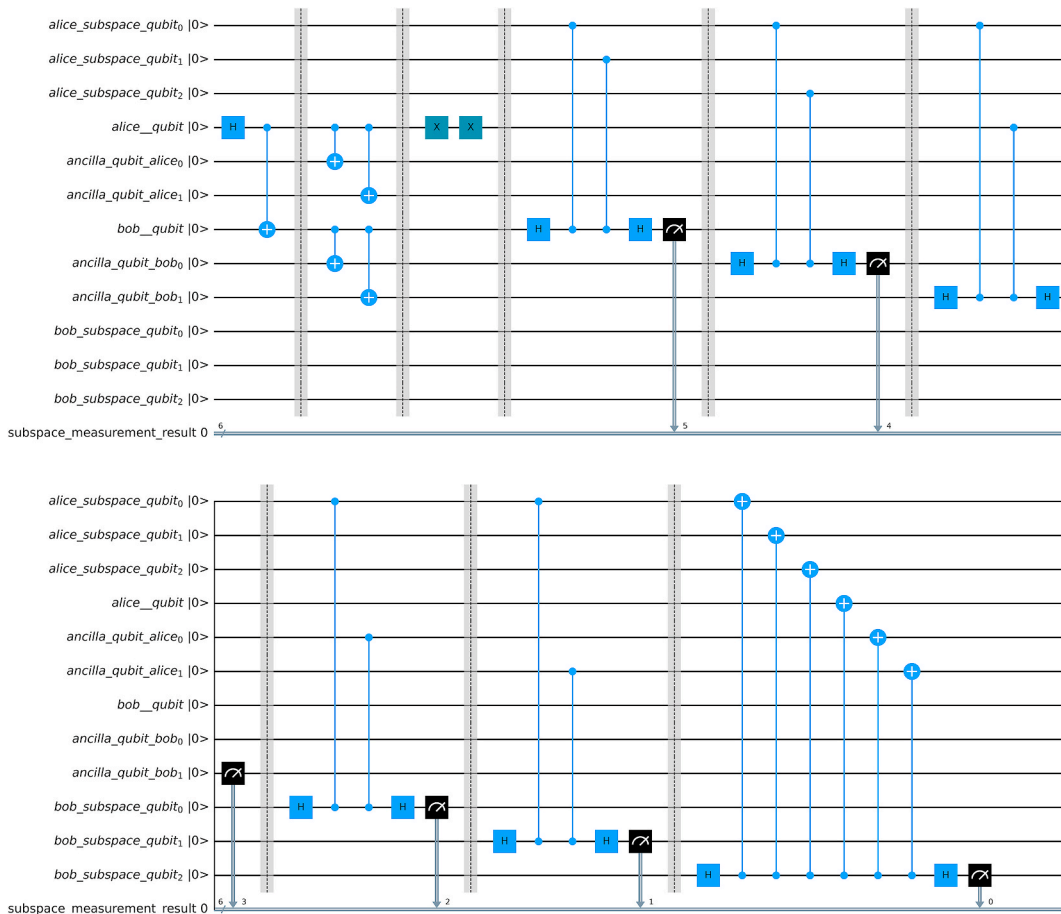 alice_subspace_qubit₀ |0>
alice_subspace_qubit₁ |0>
alice_subspace_qubit₂ |0>
alice__qubit |0> H X X
ancilla_qubit_alice₀ |0>
ancilla_qubit_alice₁ |0>
bob__qubit |0> H H
ancilla_qubit_bob₀ |0> H H
ancilla_qubit_bob₁ |0> H H
bob_subspace_qubit₀ |0>
bob_subspace_qubit₁ |0>
bob_subspace_qubit₂ |0>
subspace_measurement_result 0 6 5 4
alice_subspace_qubit₀ |0>
alice_subspace_qubit₁ |0>
alice_subspace_qubit₂ |0>
alice__qubit |0>
ancilla_qubit_alice₀ |0>
ancilla_qubit_alice₁ |0>
bob__qubit |0>
ancilla_qubit_bob₀ |0>
ancilla_qubit_bob₁ |0>
bob_subspace_qubit₀ |0> H H
bob_subspace_qubit₁ |0> H H
bob_subspace_qubit₂ |0> H H
subspace_measurement_result 0 6 3 2 1 0